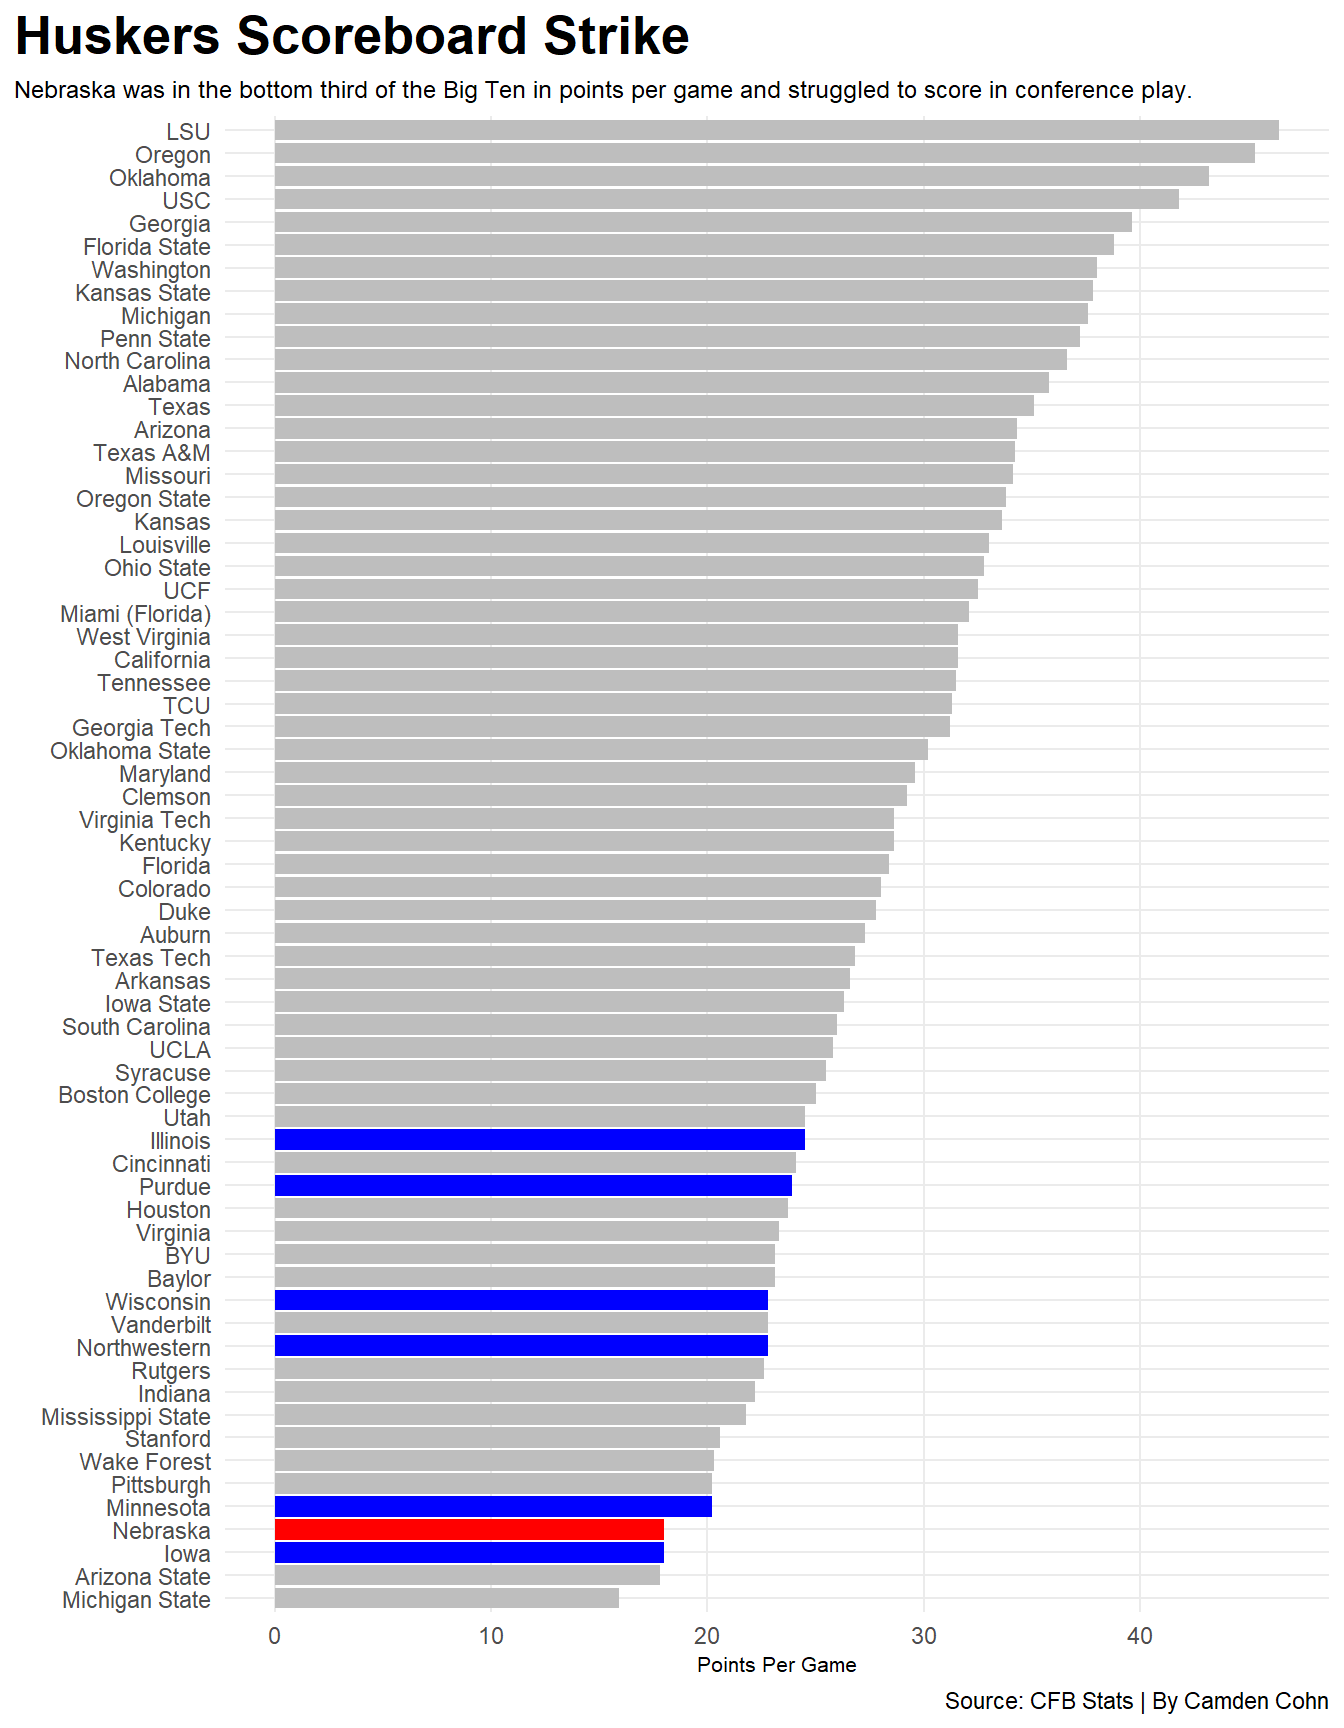 Huskers Scoreboard Strike
Nebraska was in the bottom third of the Big Ten in points per game and struggled to score in conference play.
LSU
Oregon
Oklahoma
USC
Georgia
Florida State
Washington
Kansas State
Michigan
Penn State
North Carolina
Alabama
Texas
Arizona
Texas A&M
Missouri
Oregon State
Kansas
Louisville
Ohio State
UCF
Miami (Florida)
West Virginia
California
Tennessee
TCU
Georgia Tech
Oklahoma State
Maryland
Clemson
Virginia Tech
Kentucky
Florida
Colorado
Duke
Auburn
Texas Tech
Arkansas
Iowa State
South Carolina
UCLA
Syracuse
Boston College
Utah
Illinois
Cincinnati
Purdue
Houston
Virginia
BYU
Baylor
Wisconsin
Vanderbilt
Northwestern
Rutgers
Indiana
Mississippi State
Stanford
Wake Forest
Pittsburgh
Minnesota
Nebraska
Iowa
Arizona State
Michigan State
0 10 20 30 40
Points Per Game
Source: CFB Stats | By Camden Cohn